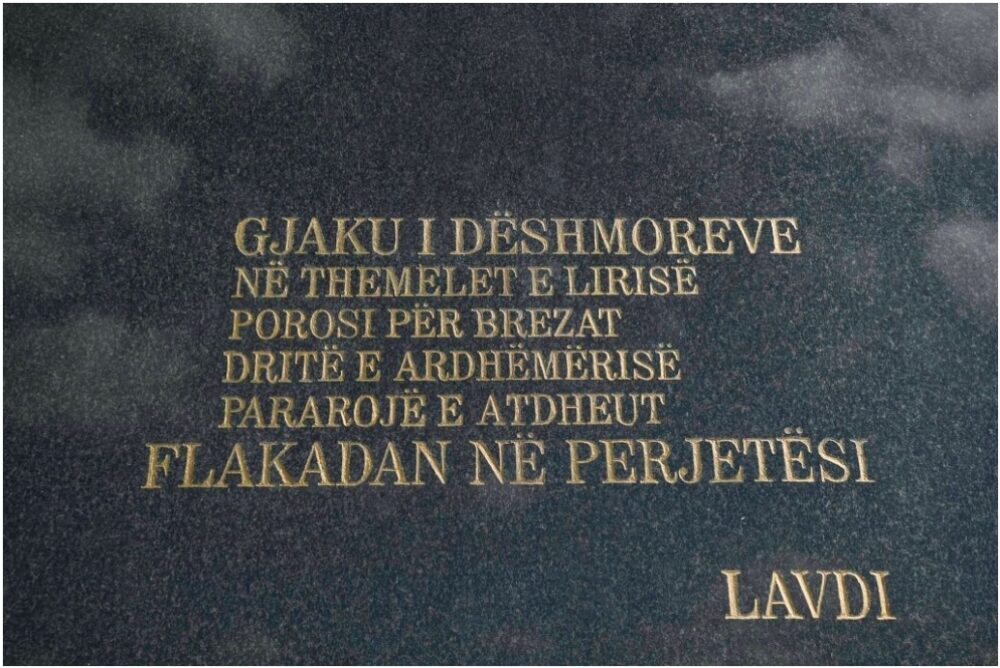 GJAKU I DËSHMOREVE
NË THEMELET E LIRISË
POROSI PËR BREZAT
DRITË E ARDHËMËRISË
PARAROJË E ATDHEUT
FLAKADAN NË PERJETËSI
LAVDI